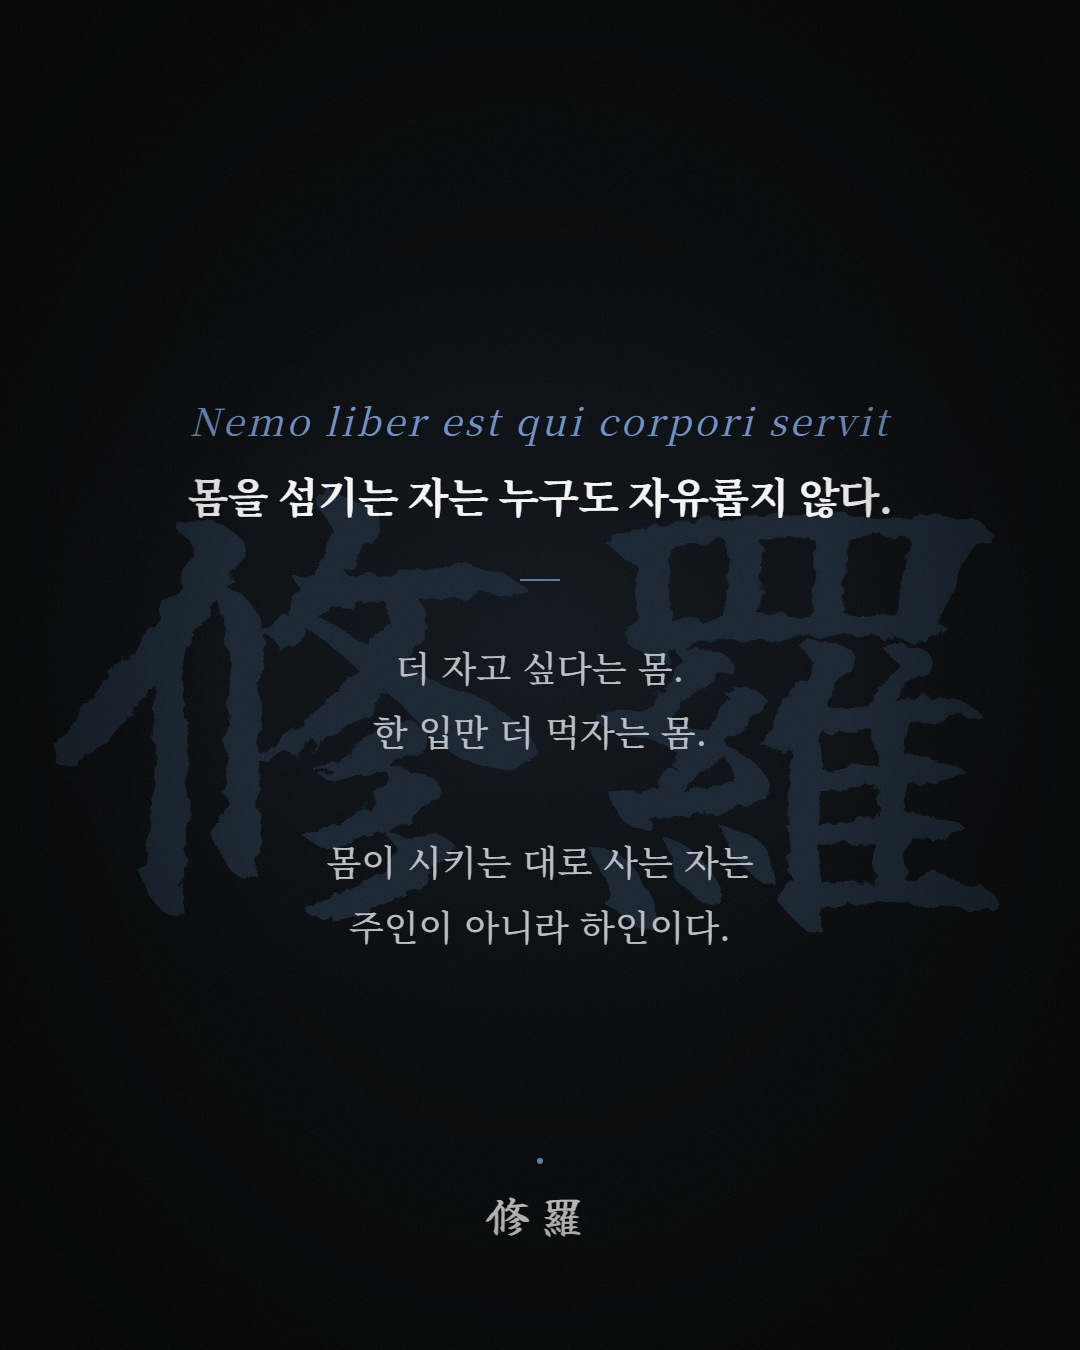 Nemo liber est qui corpori servit
몸을 섬기는 자는 누구도 자유롭지 않다.
修羅
더 자고 싶다는 몸.
한 입만 더 먹자는 몸.
몸이 시키는 대로 사는 자는
주인이 아니라 하인이다.
修羅